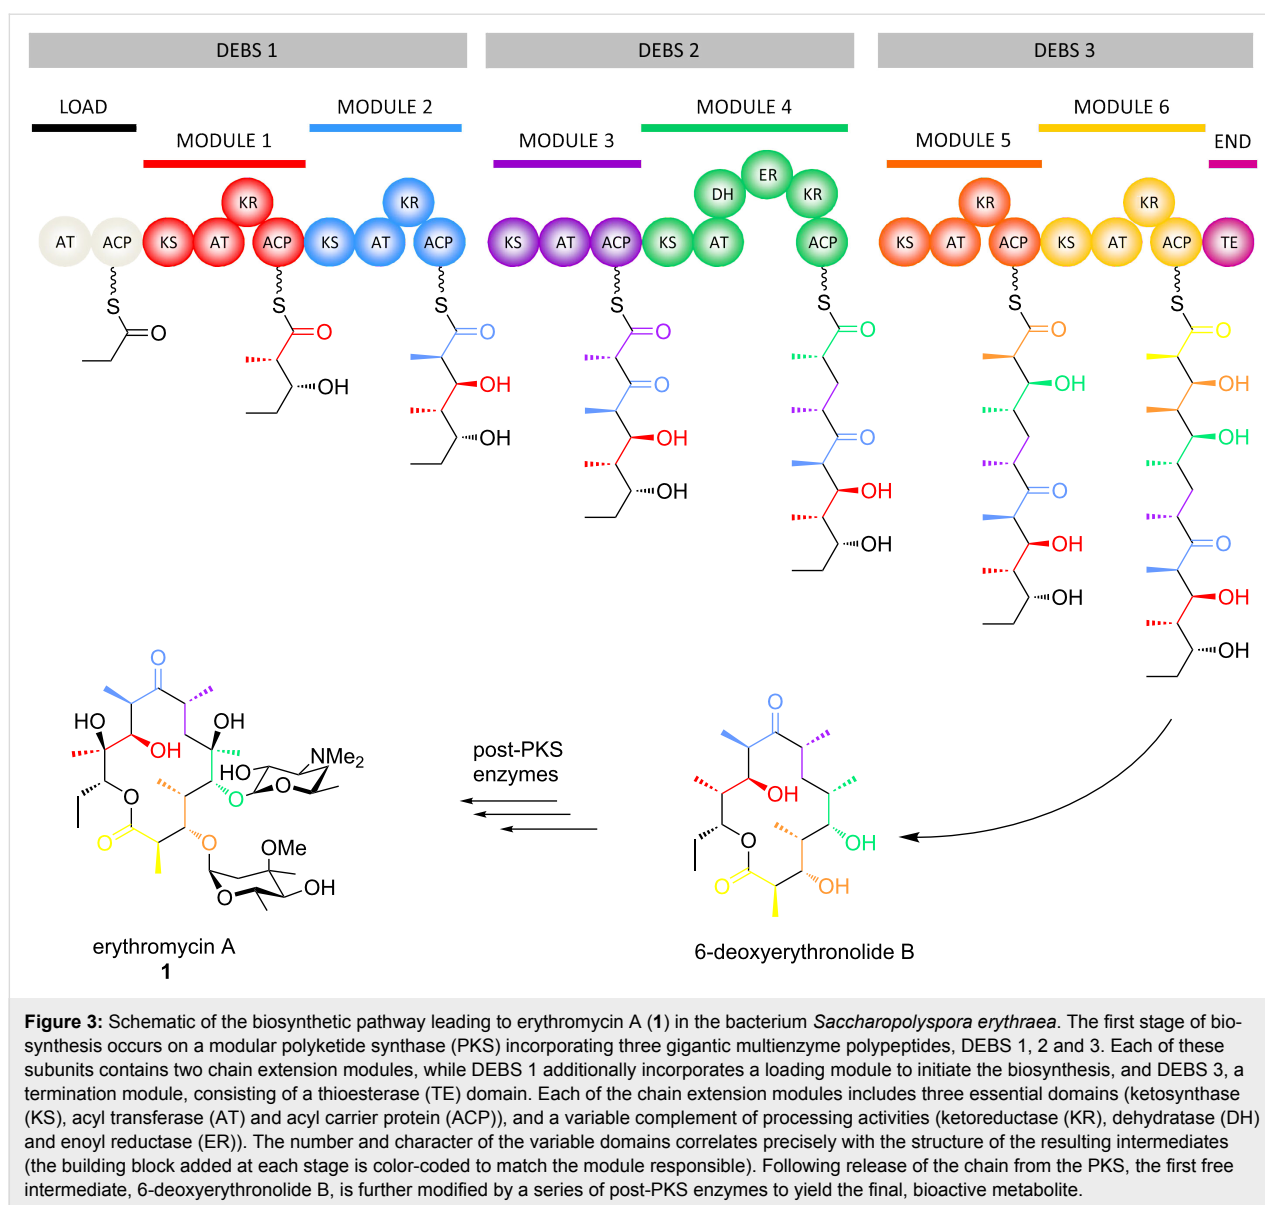 DEBS 1
DEBS 2
DEBS 3
LOAD
MODULE 2
MODULE 4
MODULE 6
MODULE 1
MODULE 3
MODULE 5
END
KR
KR
DH
ER
KR
KR
KR
AT
ACP
KS
AT
ACP
KS
AT
ACP
KS
AT
ACP
KS
AT
ACP
KS
AT
ACP
KS
AT
ACP
TE
S
S
S
S
S
S
S
O
O
OH
O
OH
OH
O
O
OH
OH
O
O
OH
OH
O
OH
O
OH
OH
O
OH
OH
O
OH
OH
O
HO
OH
OH
O
O
O
HO
NMe2
O
O
OMe
O
OH
erythromycin A
1
post-PKS
enzymes
O
OH
O
O
OH
OH
6-deoxyerythronolide B
Figure 3: Schematic of the biosynthetic pathway leading to erythromycin A (1) in the bacterium Saccharopolyspora erythraea. The first stage of bio-
synthesis occurs on a modular polyketide synthase (PKS) incorporating three gigantic multienzyme polypeptides, DEBS 1, 2 and 3. Each of these
subunits contains two chain extension modules, while DEBS 1 additionally incorporates a loading module to initiate the biosynthesis, and DEBS 3, a
termination module, consisting of a thioesterase (TE) domain. Each of the chain extension modules includes three essential domains (ketosynthase
(KS), acyl transferase (AT) and acyl carrier protein (ACP)), and a variable complement of processing activities (ketoreductase (KR), dehydratase (DH)
and enoyl reductase (ER)). The number and character of the variable domains correlates precisely with the structure of the resulting intermediates
(the building block added at each stage is color-coded to match the module responsible). Following release of the chain from the PKS, the first free
intermediate, 6-deoxyerythronolide B, is further modified by a series of post-PKS enzymes to yield the final, bioactive metabolite.